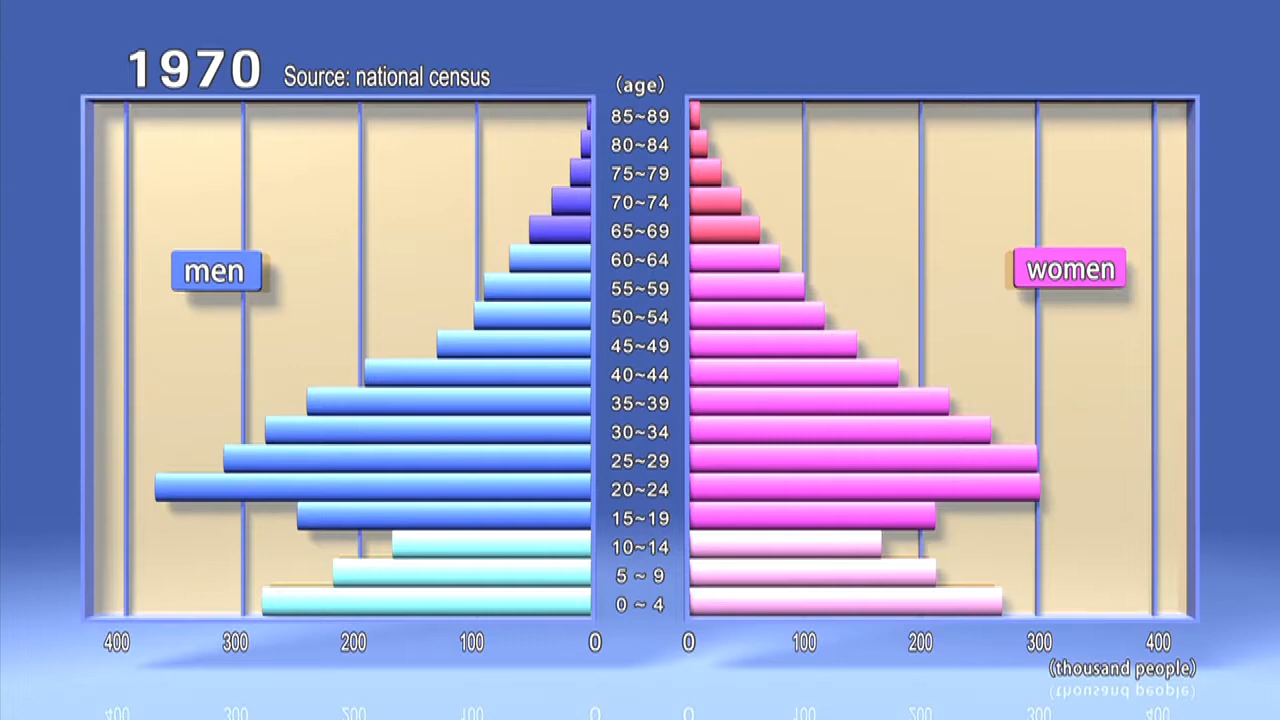 1970 Source: national census
(age)
85~89
80~84
75~79
70~74
65~69
60~64
55~59
50~54
45~49
40~44
35~39
30~34
25~29
20~24
15~19
10~14
5 ~ 9
0 ~ 4
men
women
400 300 200 100 0 0 100 200 300 400
(thousand people)